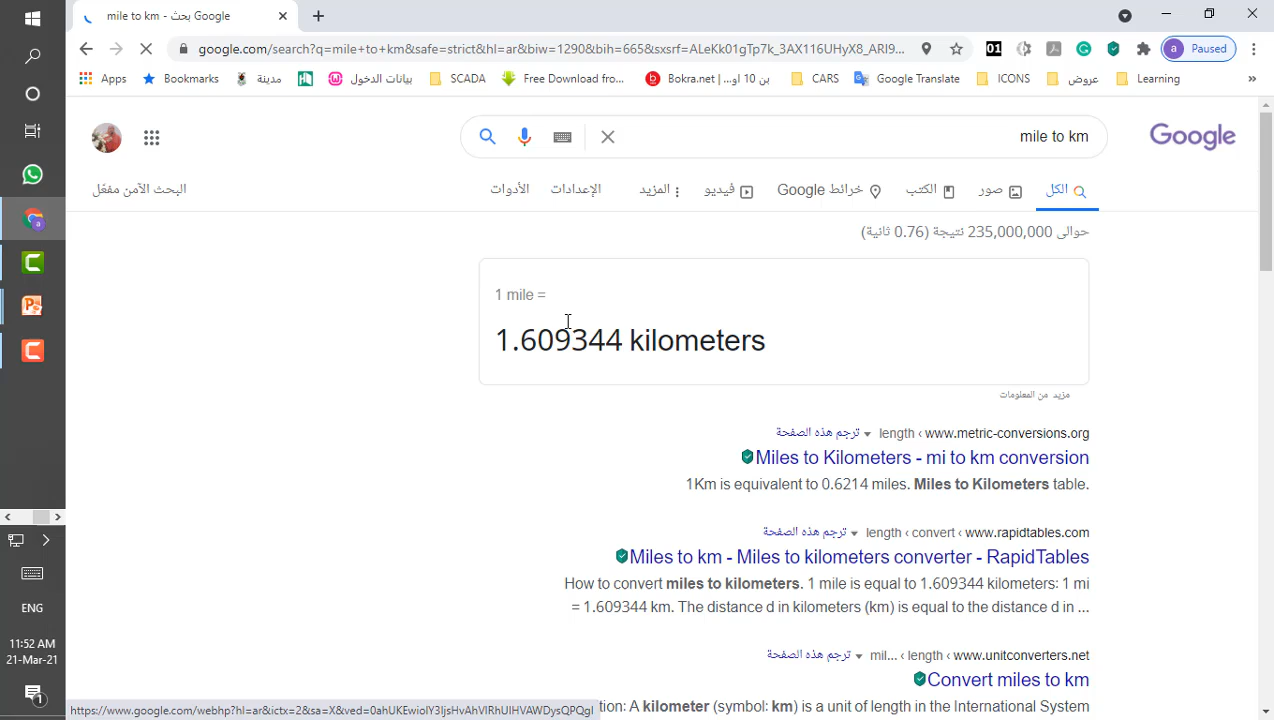 mile to km - بحث Google
google.com/search?q=mile+to+km&safe=strict&hl=ar&biw=1290&bih=665&sxsrf=ALeKk01gTp7k_3AX116UHyX8_ARI9...
01
a Paused
Apps Bookmarks مدينة بيانات الدخول SCADA Free Download fro... Bokra.net | ...بن 10 او CARS Google Translate ICONS عروض Learning »
mile to km
Google
الكل صور الكتب خرائط Google فيديو المزيد الإعدادات الأدوات البحث الآمن مفعّل
حوالى 235,000,000 نتيجة (0.76 ثانية)
1 mile =
1.609344 kilometers
مزيد من المعلومات
www.metric-conversions.org › length ترجم هذه الصفحة
Miles to Kilometers - mi to km conversion
1Km is equivalent to 0.6214 miles. Miles to Kilometers table.
www.rapidtables.com › convert › length ترجم هذه الصفحة
Miles to km - Miles to kilometers converter - RapidTables
How to convert miles to kilometers. 1 mile is equal to 1.609344 kilometers: 1 mi
= 1.609344 km. The distance d in kilometers (km) is equal to the distance d in ...
www.unitconverters.net › length › mil... ترجم هذه الصفحة
Convert miles to km
tion: A kilometer (symbol: km) is a unit of length in the International System
ENG
11:52 AM
21-Mar-21
1